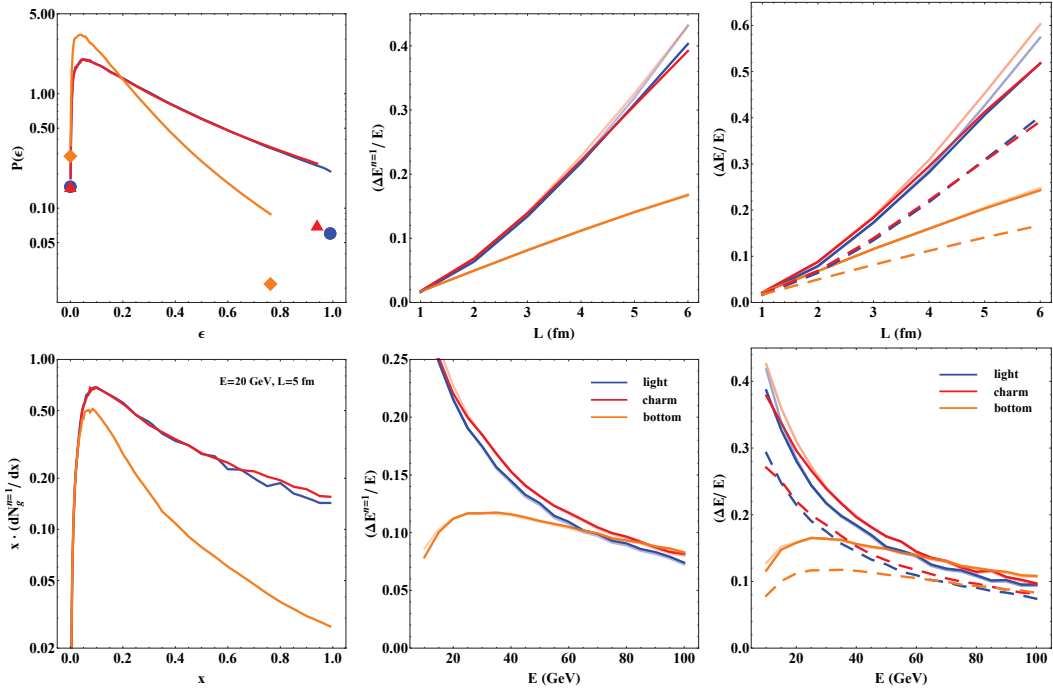 5.00
1.00
0.50
0.10
0.05
P(ϵ)
0.0 0.2 0.4 0.6 0.8 1.0
ϵ
0.4
0.3
0.2
0.1
0.0
⟨ΔE^{n=1}/ E⟩
1 2 3 4 5 6
L (fm)
0.6
0.5
0.4
0.3
0.2
0.1
0.0
⟨ΔE/ E⟩
1 2 3 4 5 6
L (fm)
1.00
0.50
0.20
0.10
0.05
0.02
x · (dN_g^{n=1}/ dx)
E=20 GeV, L=5 fm
0.0 0.2 0.4 0.6 0.8 1.0
x
0.25
0.20
0.15
0.10
0.05
0.00
⟨ΔE^{n=1}/ E⟩
light
charm
bottom
20 40 60 80 100
E (GeV)
0.4
0.3
0.2
0.1
0.0
⟨ΔE/ E⟩
light
charm
bottom
20 40 60 80 100
E (GeV)